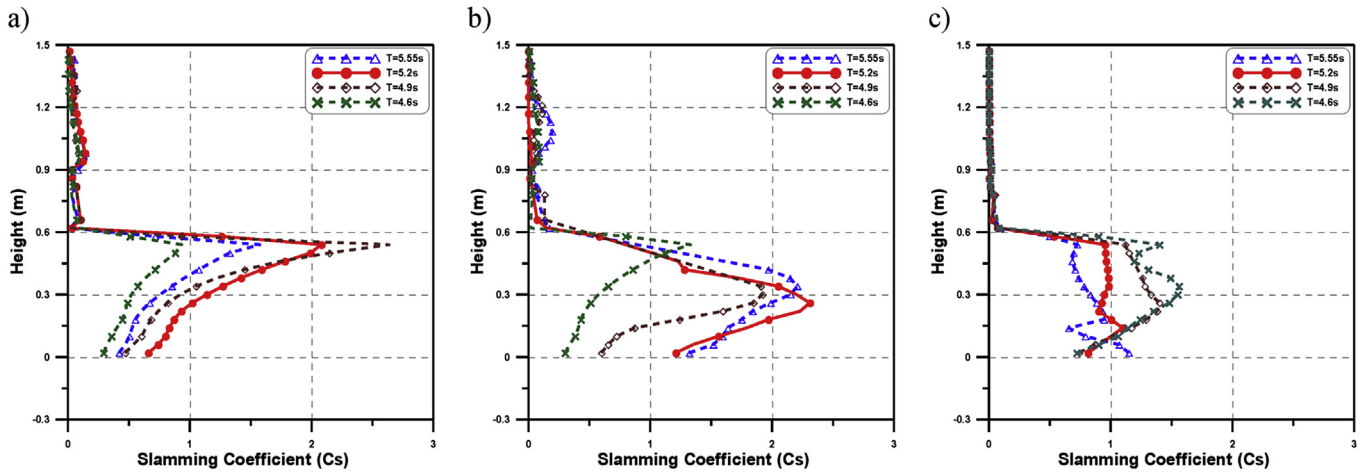 a)
1.5
1.2
0.9
0.6
0.3
0
-0.3
Height (m)
0
1
2
3
Slamming Coefficient (Cs)
T=5.55s
T=5.2s
T=4.9s
T=4.6s
b)
1.5
1.2
0.9
0.6
0.3
0
-0.3
Height (m)
0
1
2
3
Slamming Coefficient (Cs)
T=5.55s
T=5.2s
T=4.9s
T=4.6s
c)
1.5
1.2
0.9
0.6
0.3
0
-0.3
Height (m)
0
1
2
3
Slamming Coefficient (Cs)
T=5.55s
T=5.2s
T=4.9s
T=4.6s